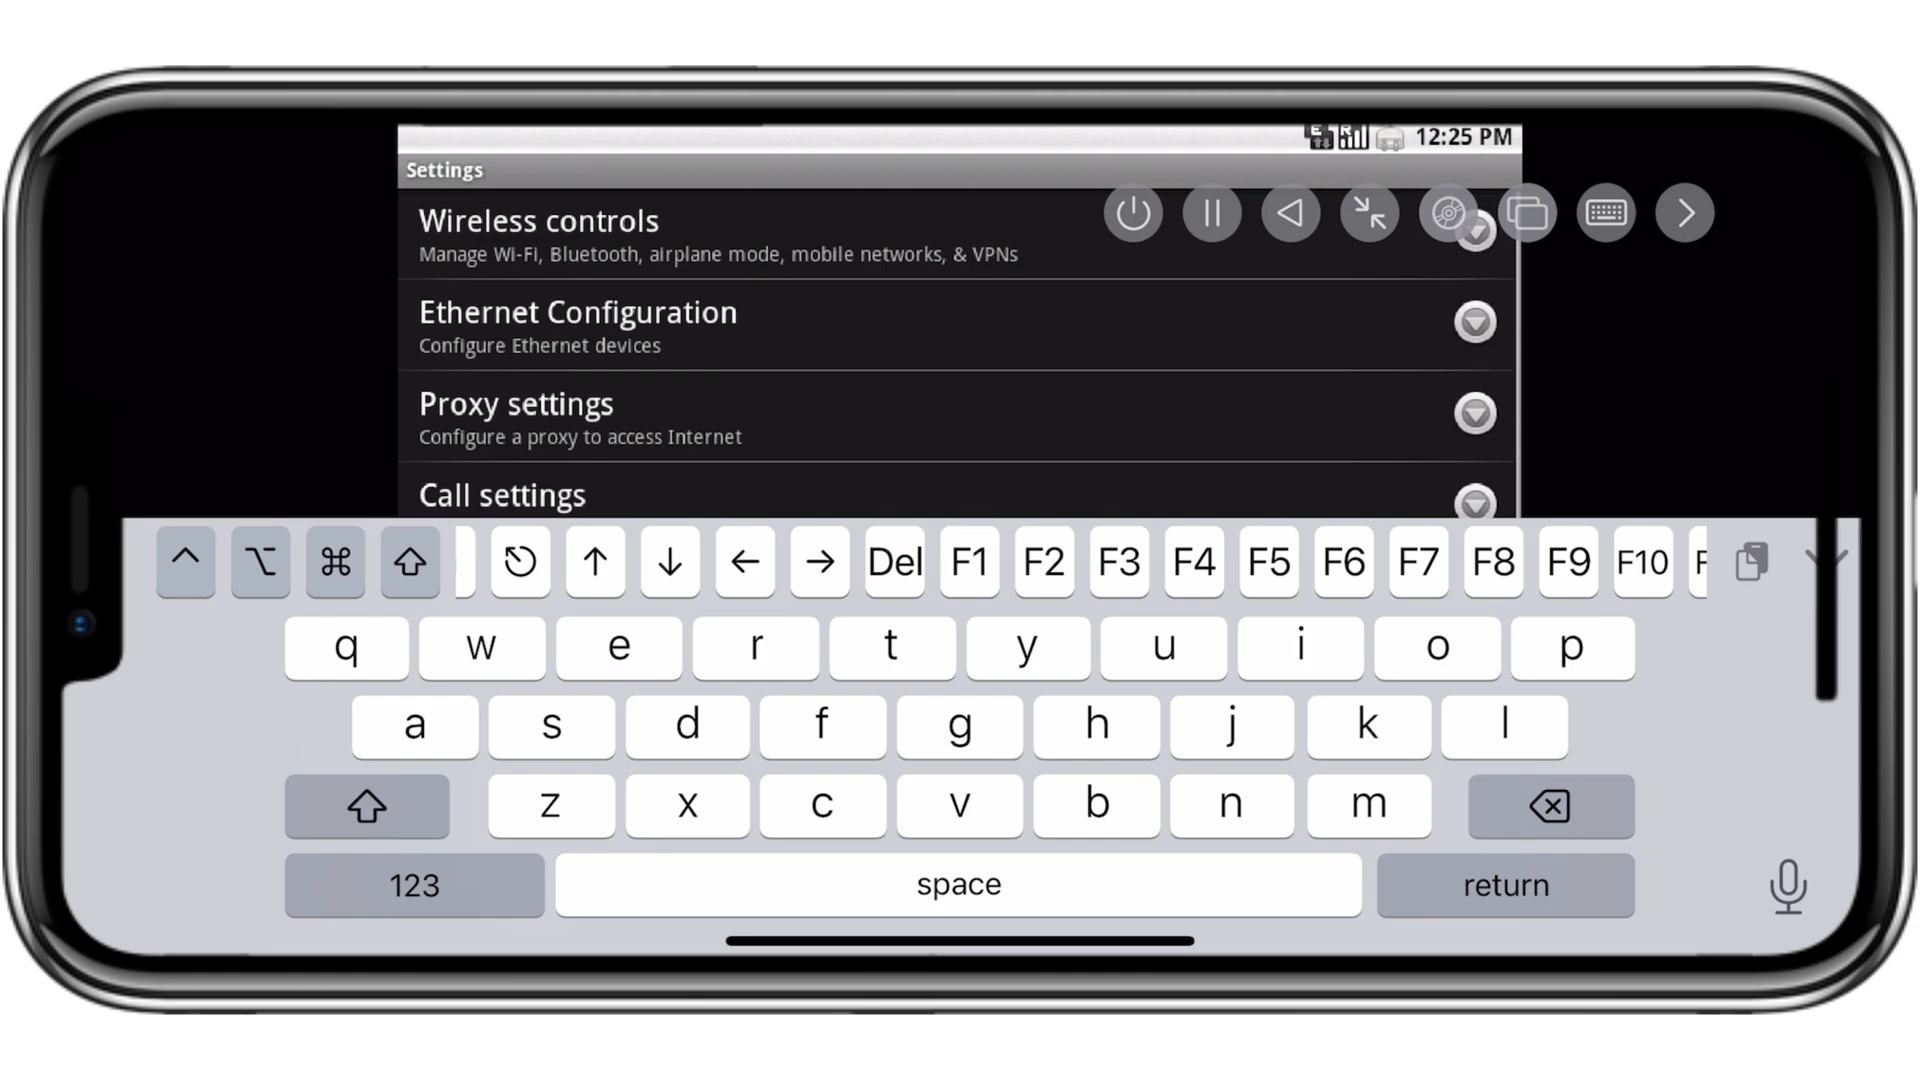 12:25 PM
Settings
Wireless controls
Manage Wi-Fi, Bluetooth, airplane mode, mobile networks, & VPNs
Ethernet Configuration
Configure Ethernet devices
Proxy settings
Configure a proxy to access Internet
Call settings
Del F1 F2 F3 F4 F5 F6 F7 F8 F9 F10
q w e r t y u i o p
a s d f g h j k l
z x c v b n m
123 space return